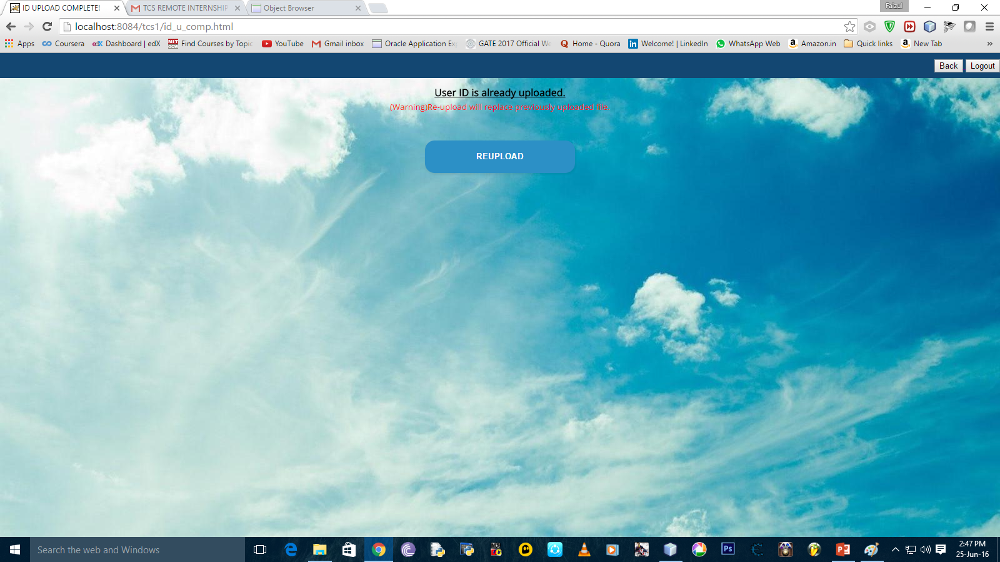 ID UPLOAD COMPLETE!
TCS REMOTE INTERNSHIP
Object Browser
Faizul
localhost:8084/tcs1/id_u_comp.html
Apps
Coursera
edX Dashboard | edX
MIT OCW Find Courses by Topic
YouTube
Gmail inbox
Oracle Application Ex
GATE 2017 Official We
Home - Quora
Welcome! | LinkedIn
WhatsApp Web
Amazon.in
Quick links
New Tab
»
Back
Logout
User ID is already uploaded.
(Warning)Re-upload will replace previously uploaded file.
REUPLOAD
Search the web and Windows
2:47 PM
25-Jun-16